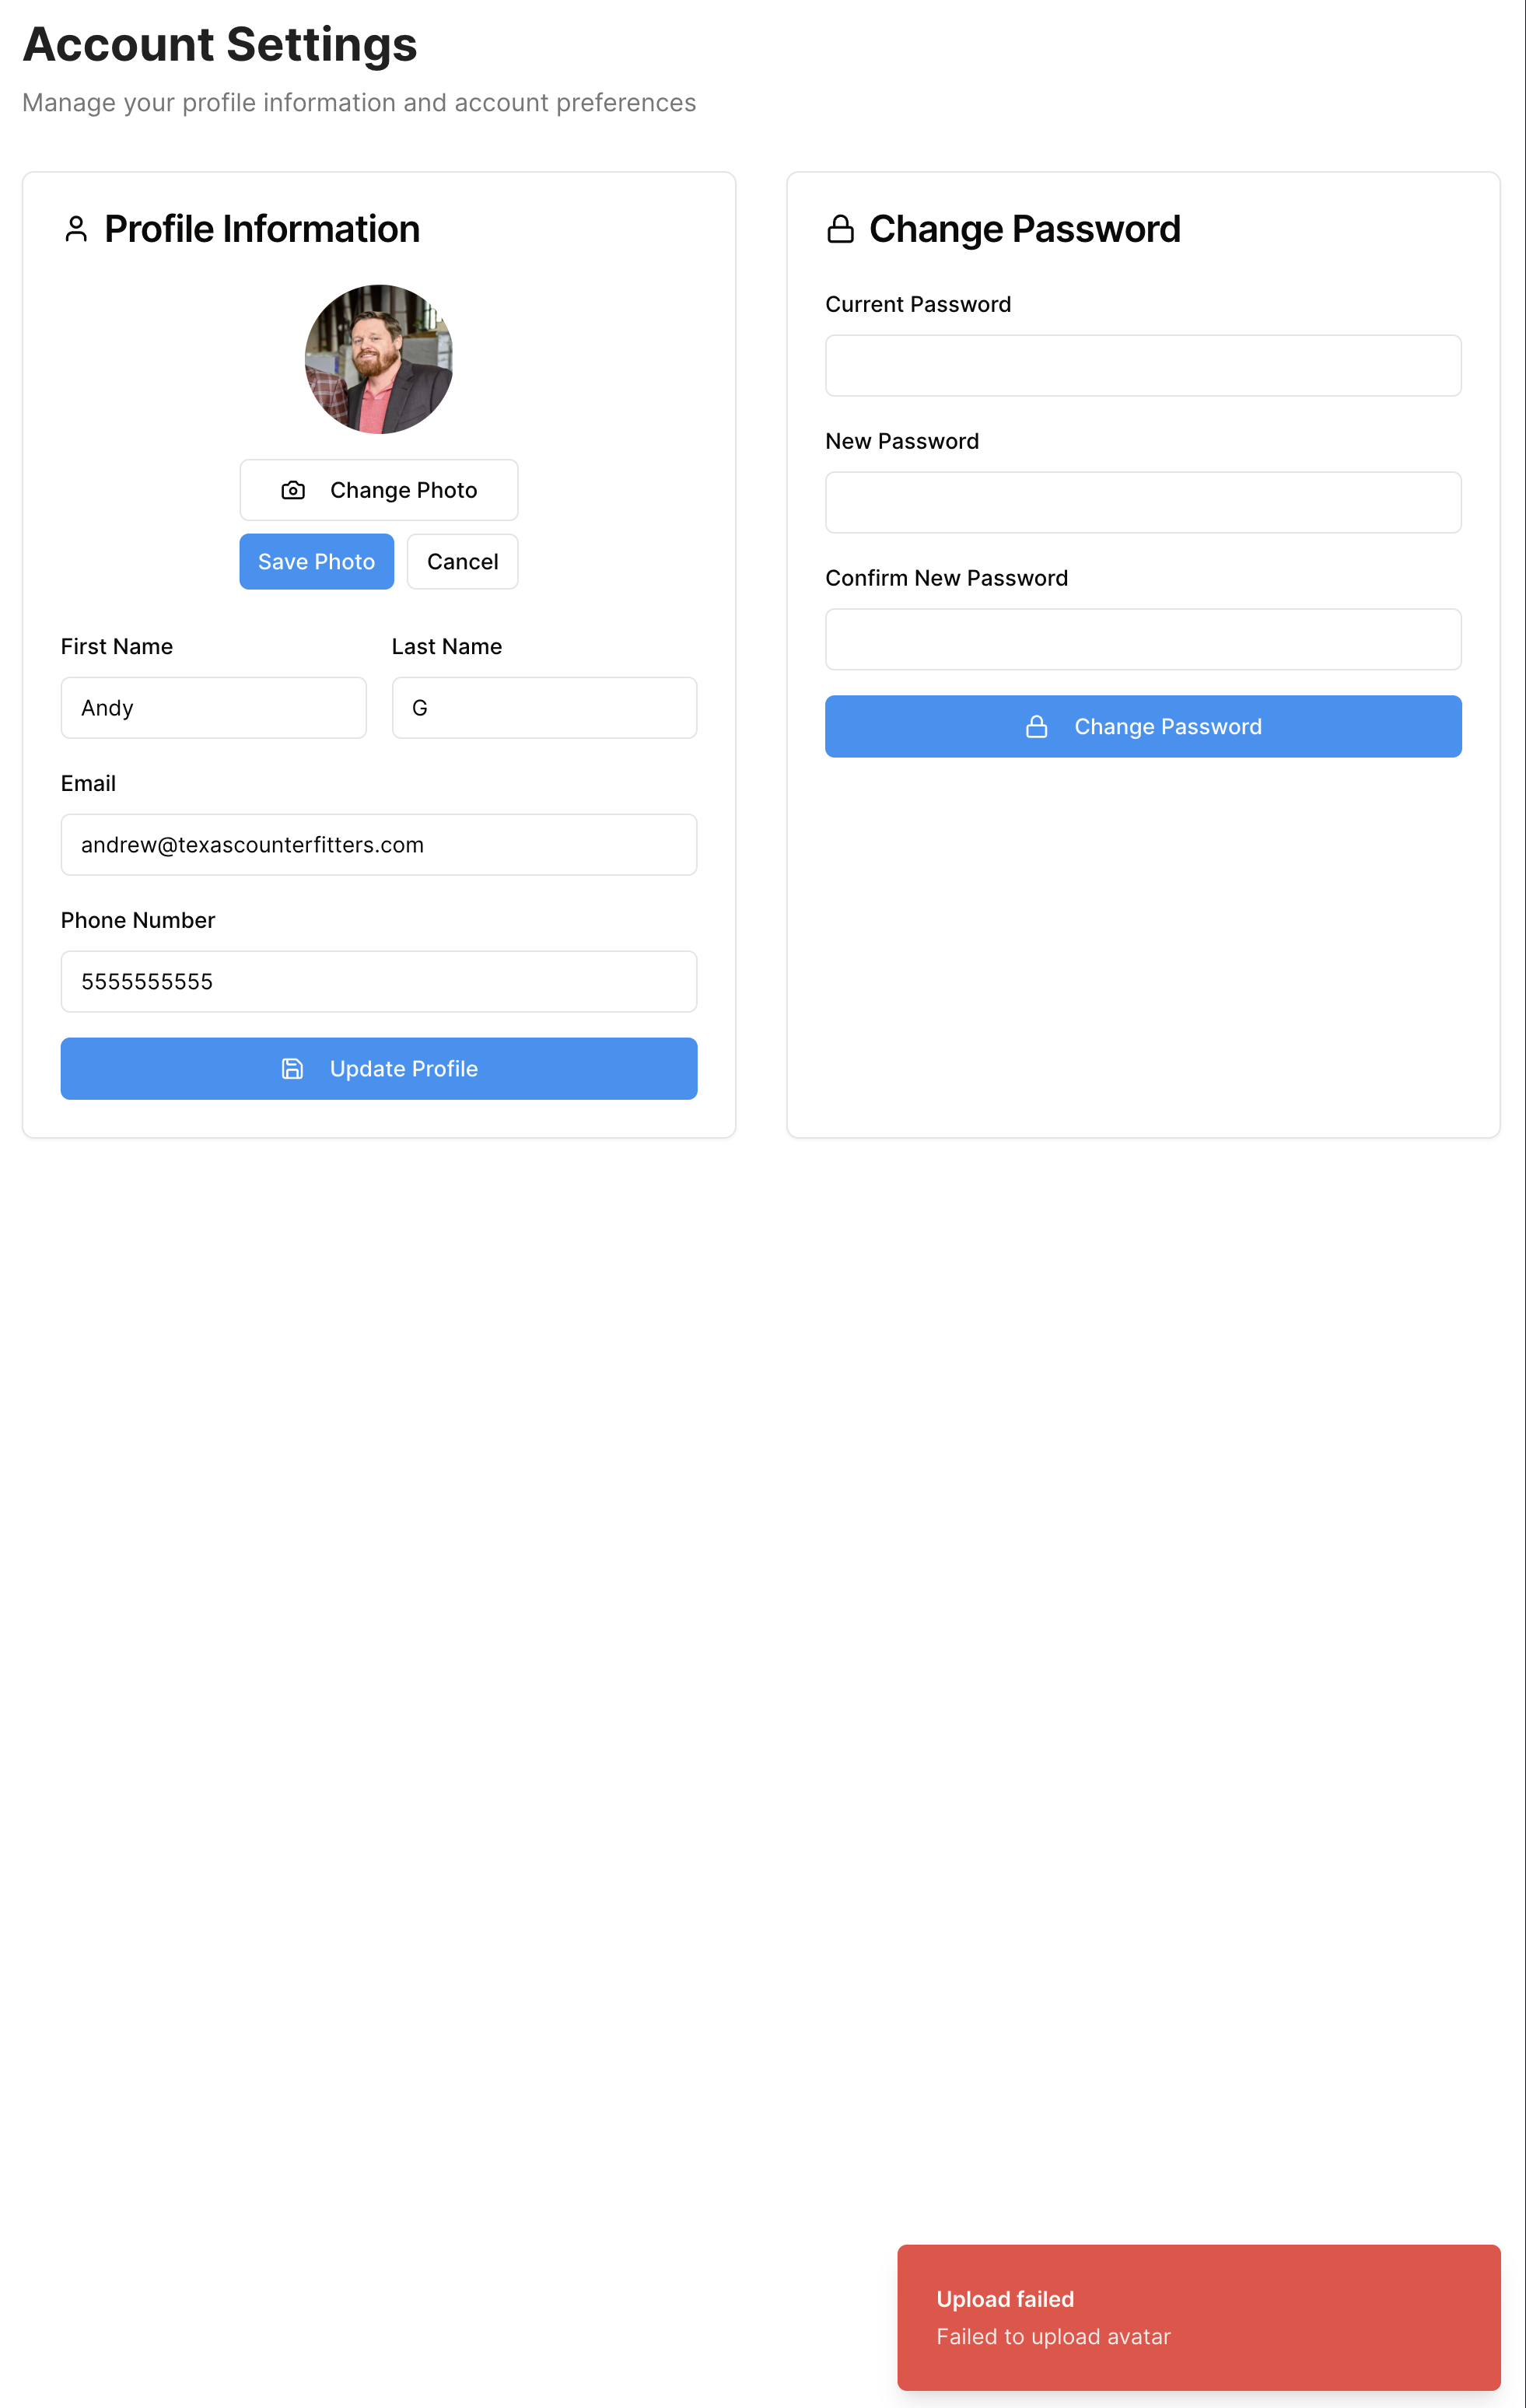 Account Settings
Manage your profile information and account preferences
Profile Information
Change Photo
Save Photo
Cancel
First Name
Last Name
Andy
G
Email
andrew@texascounterfitters.com
Phone Number
5555555555
Update Profile
Change Password
Current Password
New Password
Confirm New Password
Change Password
Upload failed
Failed to upload avatar